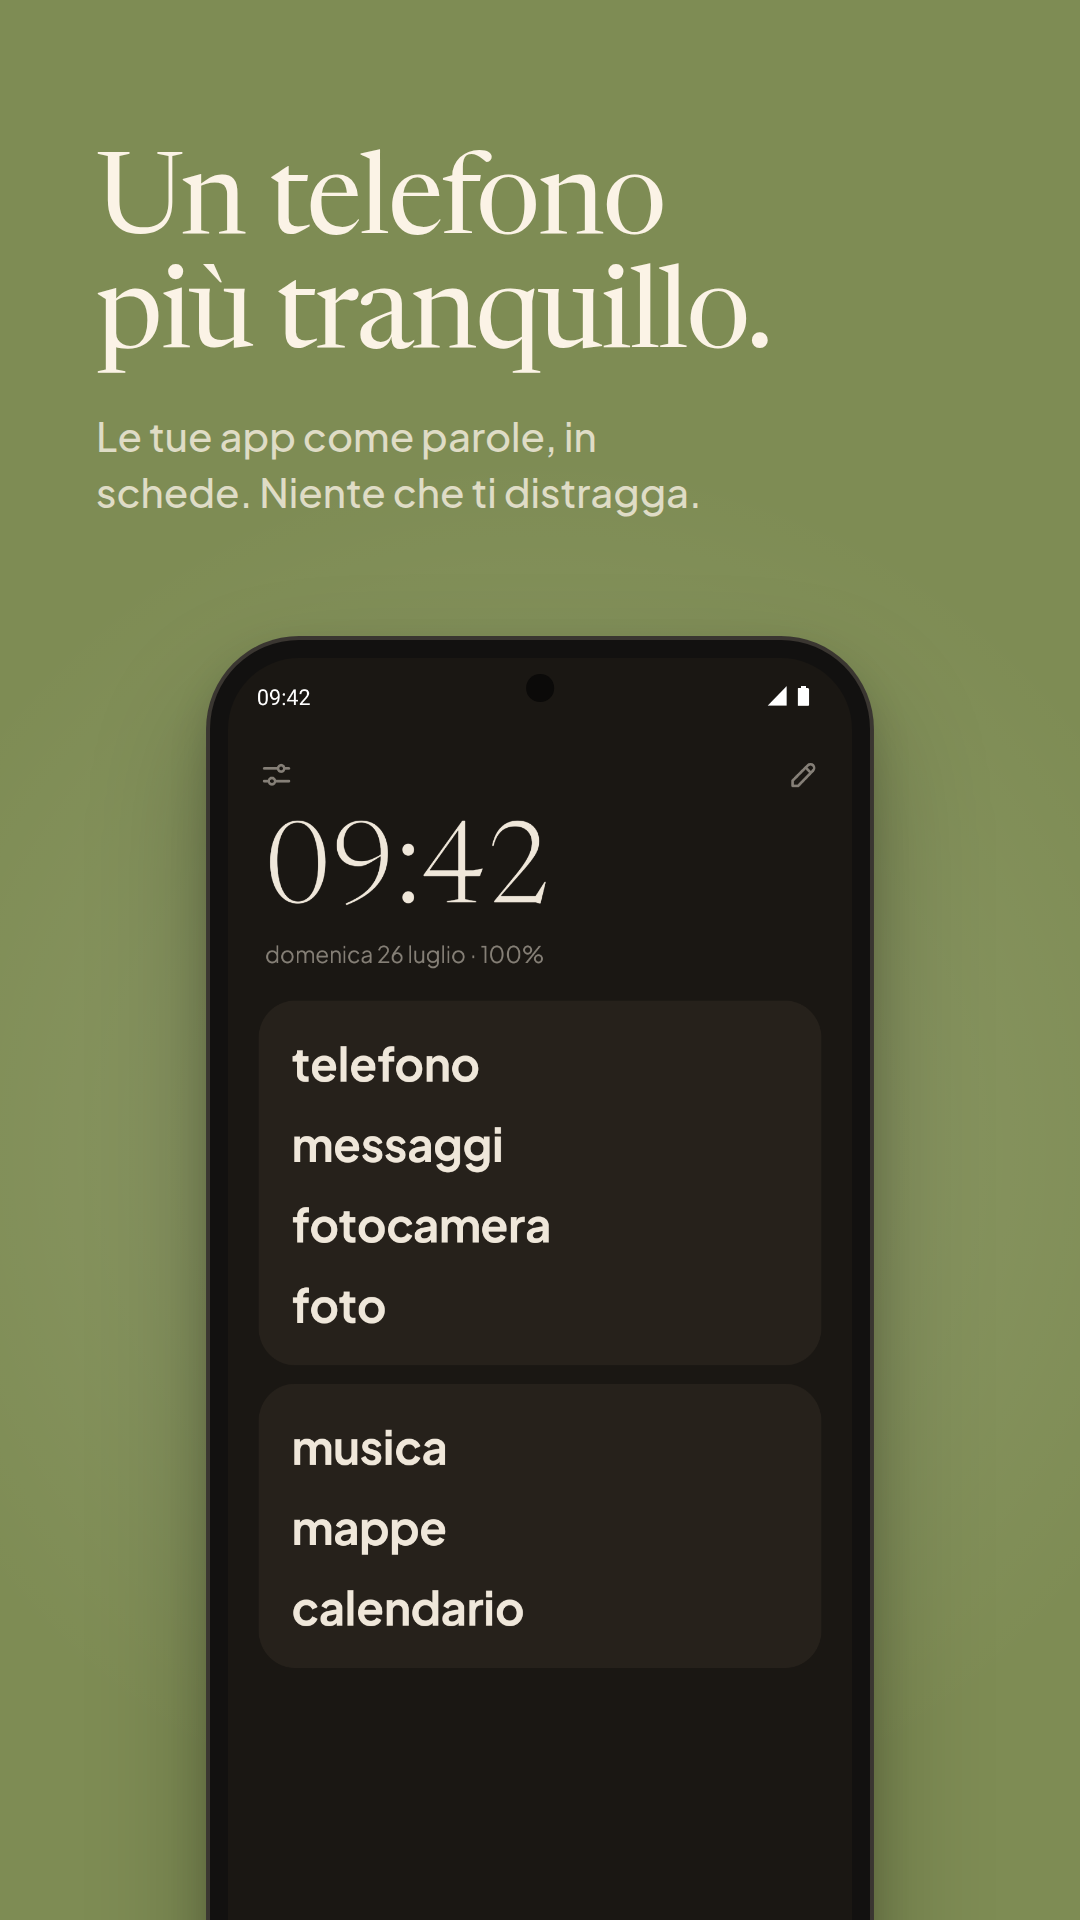 Un telefono
più tranquillo.
Le tue app come parole, in
schede. Niente che ti distragga.
09:42
09:42
domenica 26 luglio · 100%
telefono
messaggi
fotocamera
foto
musica
mappe
calendario